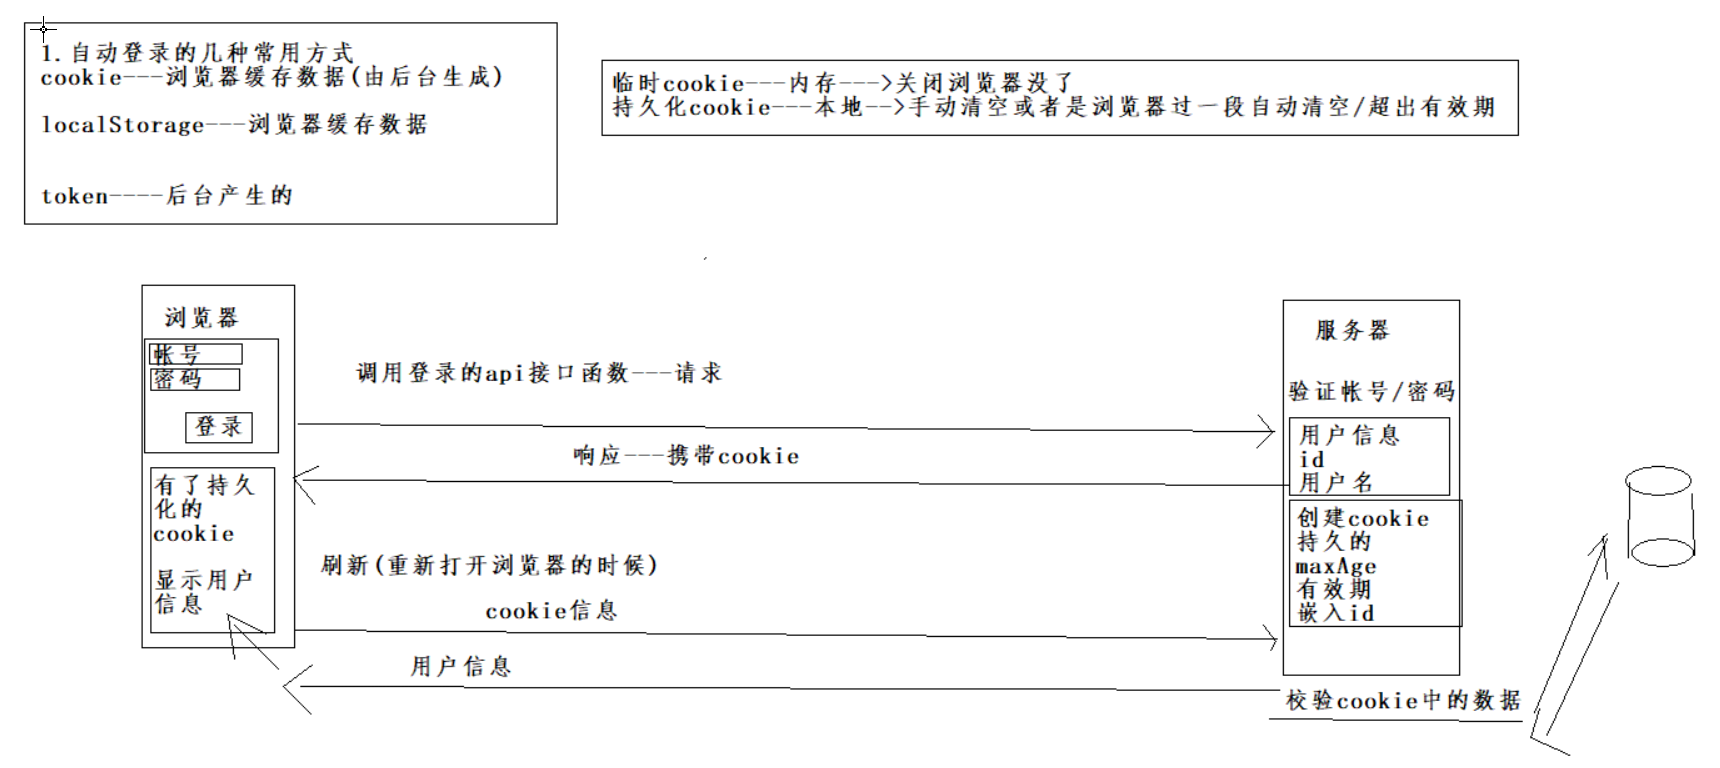 1.自动登录的几种常用方式
cookie---浏览器缓存数据(由后台生成)
localStorage---浏览器缓存数据
token----后台产生的
临时cookie---内存--->关闭浏览器没了
持久化cookie---本地-->手动清空或者是浏览器过一段自动清空/超出有效期
浏览器
帐号
密码
登录
有了持久
化的
cookie
显示用户
信息
调用登录的api接口函数---请求
响应---携带cookie
刷新(重新打开浏览器的时候)
cookie信息
用户信息
服务器
验证帐号/密码
用户信息
id
用户名
创建cookie
持久的
maxAge
有效期
嵌入id
校验cookie中的数据